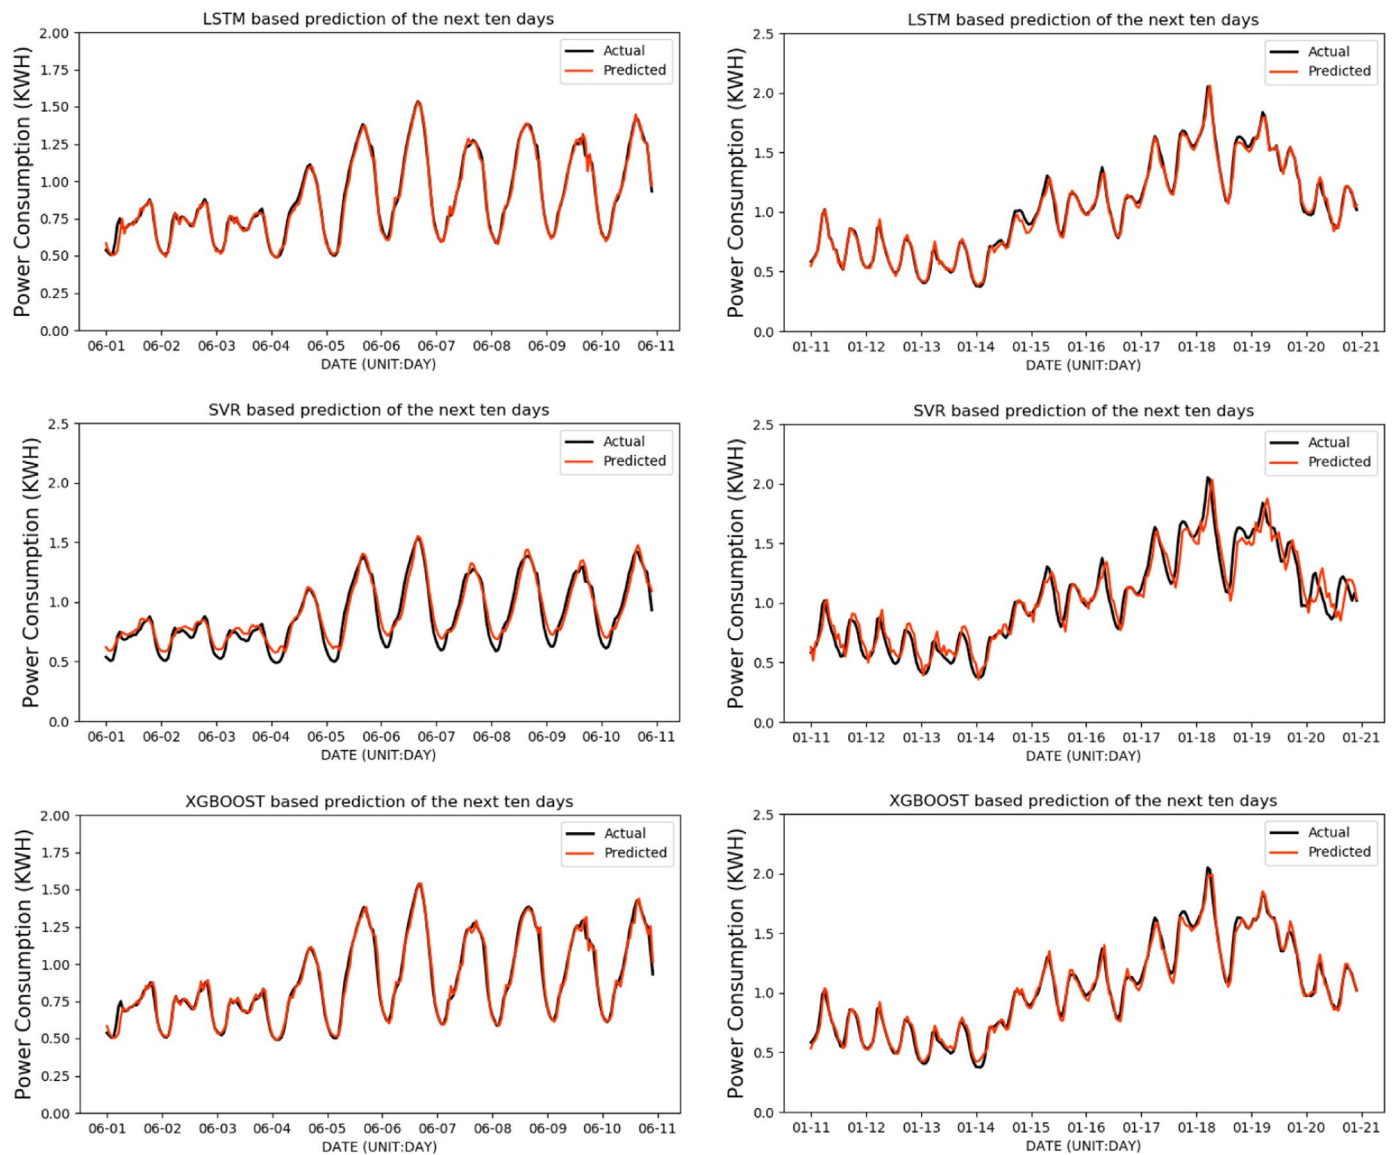 LSTM based prediction of the next ten days
Power Consumption (KWH)
2.00
1.75
1.50
1.25
1.00
0.75
0.50
0.25
0.00
Actual
Predicted
06-01 06-02 06-03 06-04 06-05 06-06 06-07 06-08 06-09 06-10 06-11
DATE (UNIT:DAY)
LSTM based prediction of the next ten days
Power Consumption (KWH)
2.5
2.0
1.5
1.0
0.5
0.0
Actual
Predicted
01-11 01-12 01-13 01-14 01-15 01-16 01-17 01-18 01-19 01-20 01-21
DATE (UNIT:DAY)
SVR based prediction of the next ten days
Power Consumption (KWH)
2.5
2.0
1.5
1.0
0.5
0.0
Actual
Predicted
06-01 06-02 06-03 06-04 06-05 06-06 06-07 06-08 06-09 06-10 06-11
DATE (UNIT:DAY)
SVR based prediction of the next ten days
Power Consumption (KWH)
2.5
2.0
1.5
1.0
0.5
0.0
Actual
Predicted
01-11 01-12 01-13 01-14 01-15 01-16 01-17 01-18 01-19 01-20 01-21
DATE (UNIT:DAY)
XGBOOST based prediction of the next ten days
Power Consumption (KWH)
2.00
1.75
1.50
1.25
1.00
0.75
0.50
0.25
0.00
Actual
Predicted
06-01 06-02 06-03 06-04 06-05 06-06 06-07 06-08 06-09 06-10 06-11
DATE (UNIT:DAY)
XGBOOST based prediction of the next ten days
Power Consumption (KWH)
2.5
2.0
1.5
1.0
0.5
0.0
Actual
Predicted
01-11 01-12 01-13 01-14 01-15 01-16 01-17 01-18 01-19 01-20 01-21
DATE (UNIT:DAY)